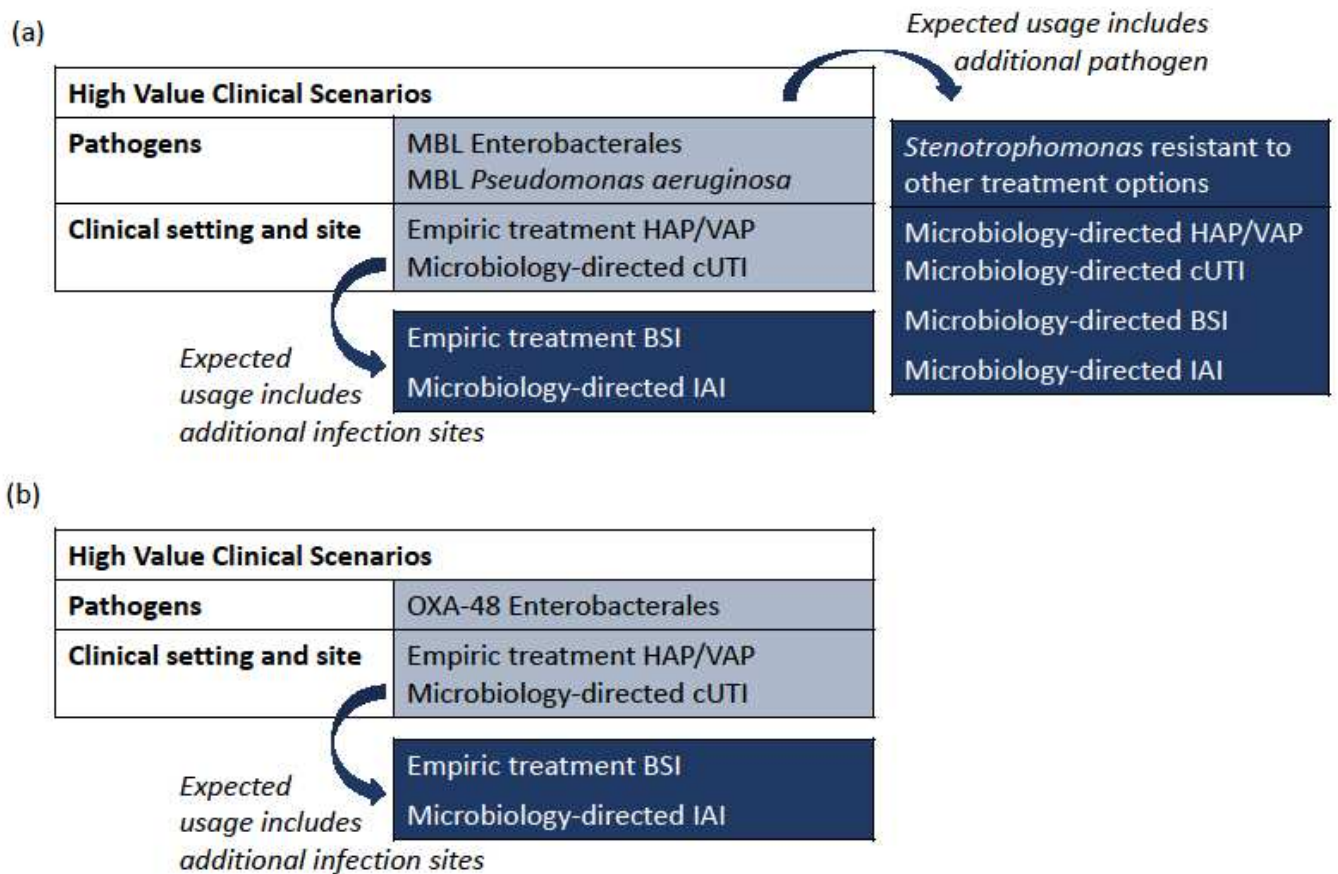 (a)
Expected usage includes
additional pathogen
High Value Clinical Scenarios
Pathogens
MBL Enterobacterales
MBL Pseudomonas aeruginosa
Clinical setting and site
Empiric treatment HAP/VAP
Microbiology-directed cUTI
Stenotrophomonas resistant to
other treatment options
Microbiology-directed HAP/VAP
Microbiology-directed cUTI
Microbiology-directed BSI
Microbiology-directed IAI
Expected
usage includes
additional infection sites
Empiric treatment BSI
Microbiology-directed IAI
(b)
High Value Clinical Scenarios
Pathogens
OXA-48 Enterobacterales
Clinical setting and site
Empiric treatment HAP/VAP
Microbiology-directed cUTI
Expected
usage includes
additional infection sites
Empiric treatment BSI
Microbiology-directed IAI